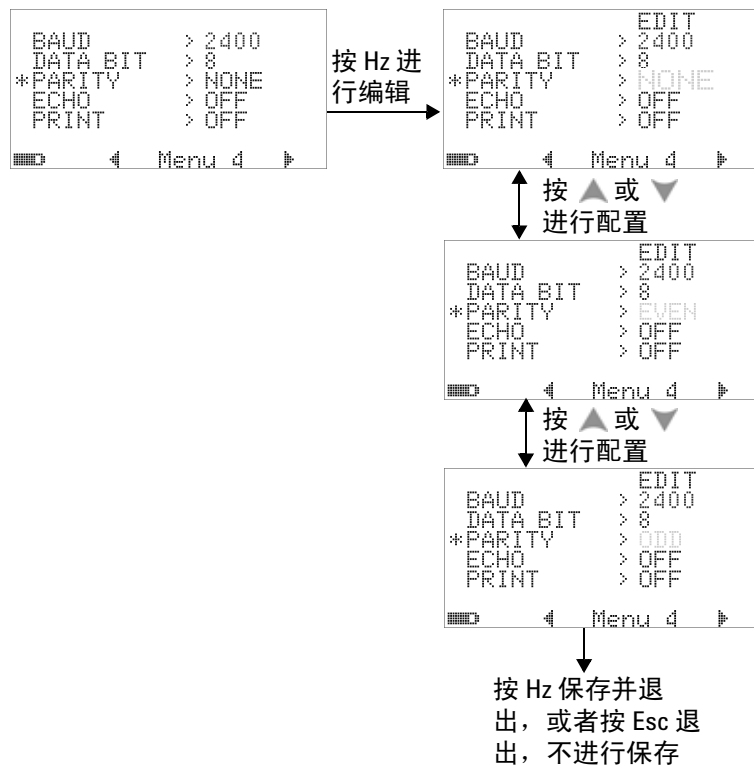 BAUD > 2400
DATA BIT > 8
*PARITY > NONE
ECHO > OFF
PRINT > OFF
Menu 4
按 Hz 进
行编辑
EDIT
BAUD > 2400
DATA BIT > 8
*PARITY > NONE
ECHO > OFF
PRINT > OFF
Menu 4
按 ▲ 或 ▼
进行配置
EDIT
BAUD > 2400
DATA BIT > 8
*PARITY > EVEN
ECHO > OFF
PRINT > OFF
Menu 4
按 ▲ 或 ▼
进行配置
EDIT
BAUD > 2400
DATA BIT > 8
*PARITY > ODD
ECHO > OFF
PRINT > OFF
Menu 4
按 Hz 保存并退
出，或者按 Esc 退
出，不进行保存